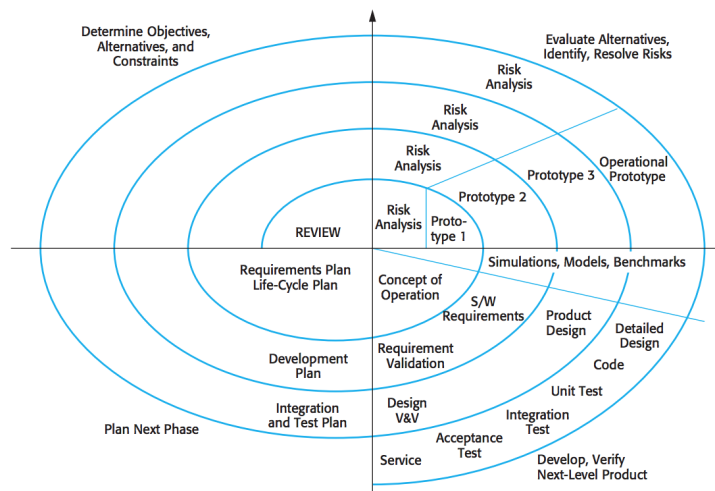 Determine Objectives,
Alternatives, and
Constraints
Evaluate Alternatives,
Identify, Resolve Risks
Risk
Analysis
Risk
Analysis
Risk
Analysis
Operational
Prototype
Prototype 3
Prototype 2
Risk
Analysis
Proto-
type 1
REVIEW
Simulations, Models, Benchmarks
Requirements Plan
Life-Cycle Plan
Concept of
Operation
S/W
Requirements
Product
Design
Detailed
Design
Development
Plan
Requirement
Validation
Code
Unit Test
Integration
and Test Plan
Design
V&V
Integration
Test
Plan Next Phase
Acceptance
Test
Service
Develop, Verify
Next-Level Product